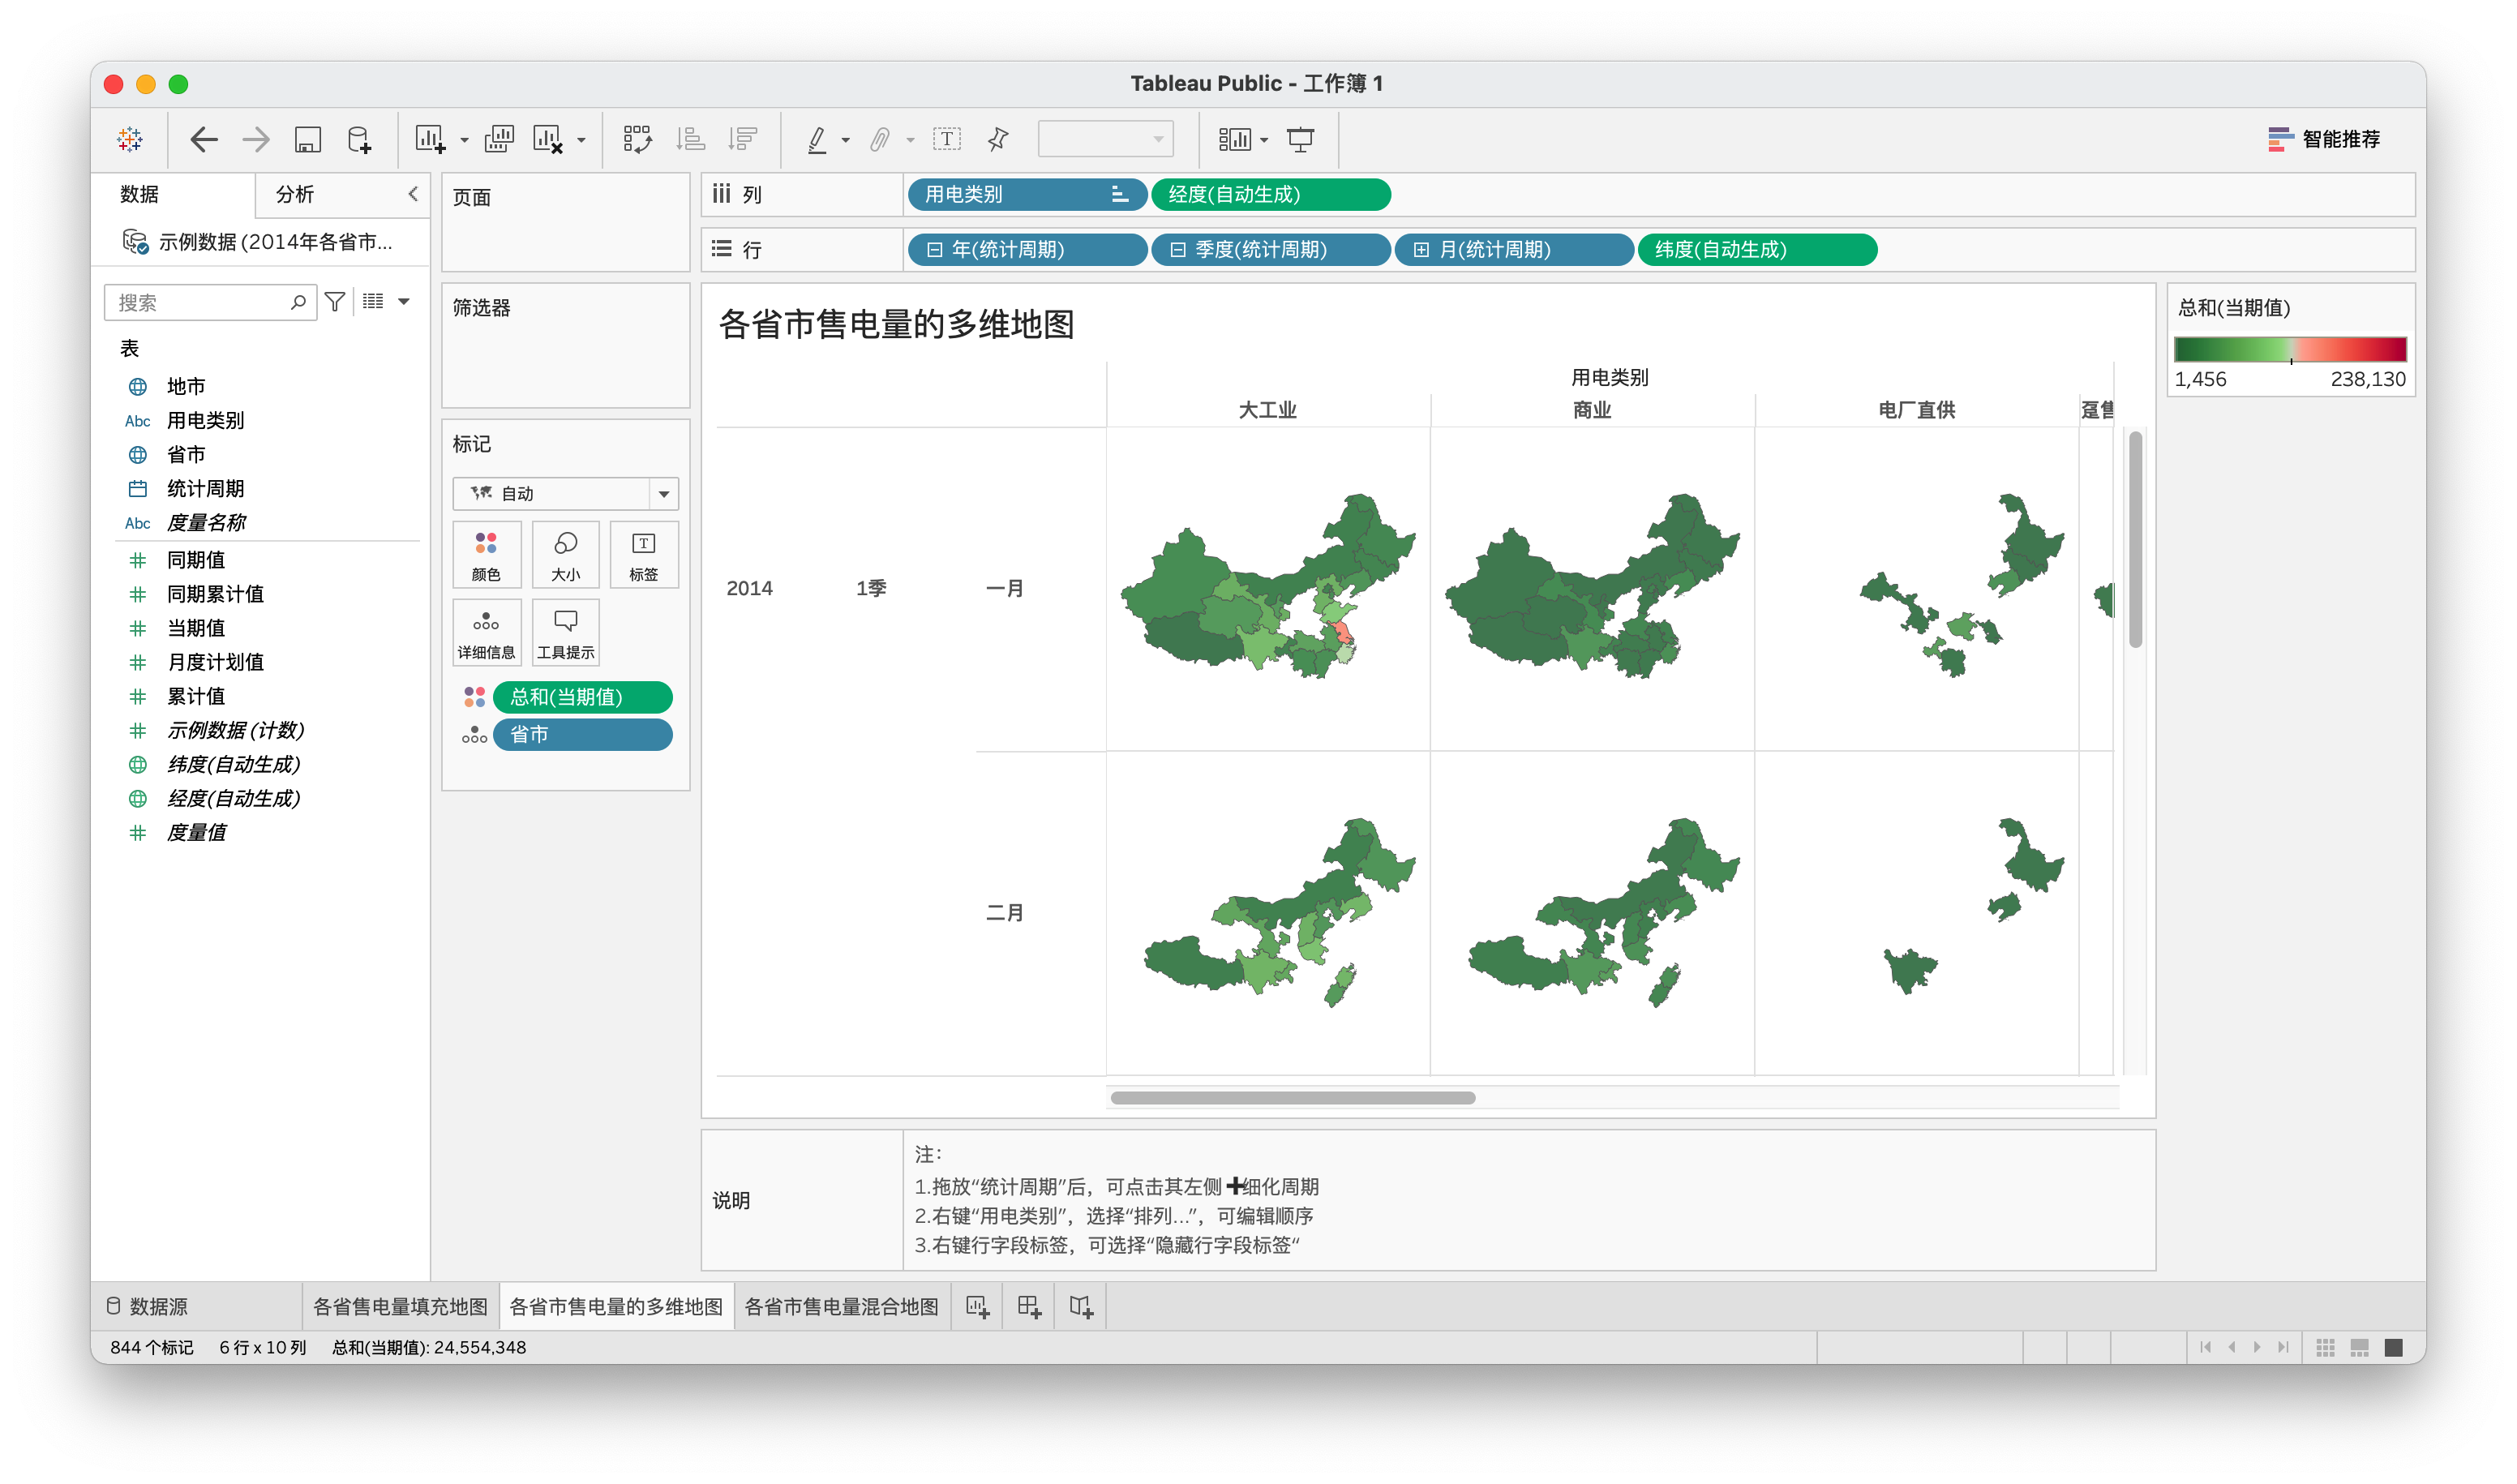 Tableau Public - 工作簿 1
智能推荐
数据
分析
示例数据 (2014年各省市...
搜索
表
地市
Abc 用电类别
省市
统计周期
Abc 度量名称
同期值
同期累计值
当期值
月度计划值
累计值
示例数据 (计数)
纬度(自动生成)
经度(自动生成)
度量值
页面
筛选器
标记
自动
颜色
大小
标签
详细信息
工具提示
总和(当期值)
省市
列
用电类别
经度(自动生成)
行
年(统计周期)
季度(统计周期)
月(统计周期)
纬度(自动生成)
各省市售电量的多维地图
用电类别
大工业
商业
电厂直供
趸售
2014
1季
一月
二月
总和(当期值)
1,456
238,130
说明
注：
1.拖放“统计周期”后，可点击其左侧➕细化周期
2.右键“用电类别”，选择“排列...”，可编辑顺序
3.右键行字段标签，可选择“隐藏行字段标签“
数据源
各省售电量填充地图
各省市售电量的多维地图
各省市售电量混合地图
844 个标记
6 行 x 10 列
总和(当期值): 24,554,348